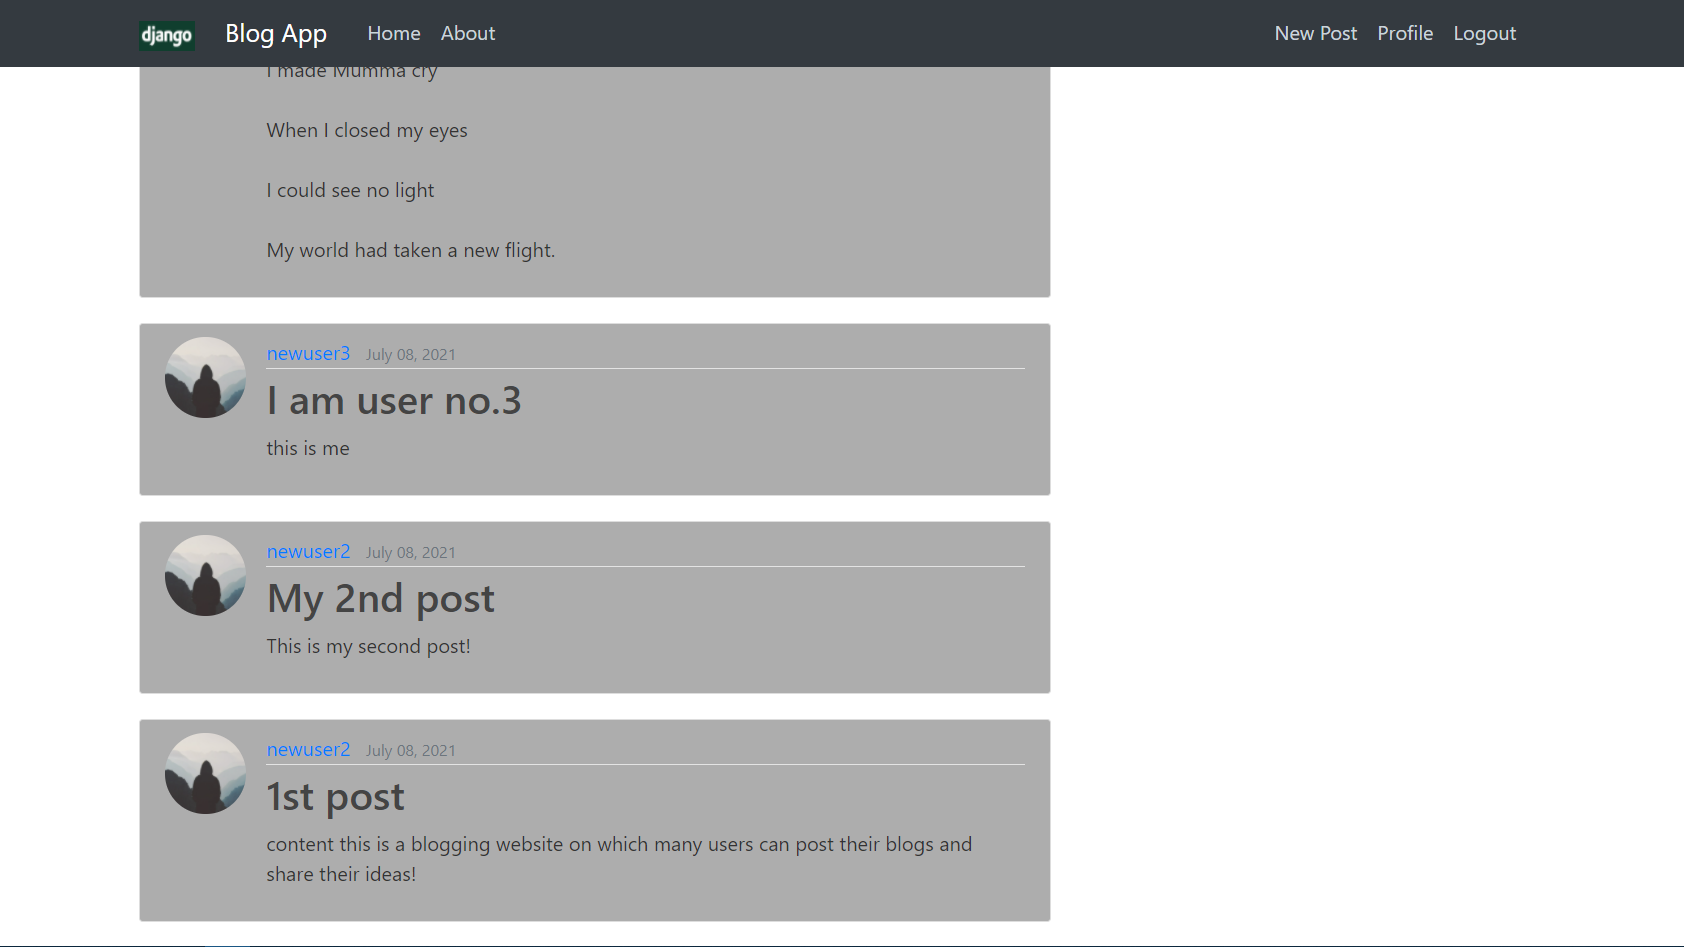 django Blog App Home About New Post Profile Logout
I made Mumma cry
When I closed my eyes
I could see no light
My world had taken a new flight.
newuser3 July 08, 2021
I am user no.3
this is me
newuser2 July 08, 2021
My 2nd post
This is my second post!
newuser2 July 08, 2021
1st post
content this is a blogging website on which many users can post their blogs and
share their ideas!